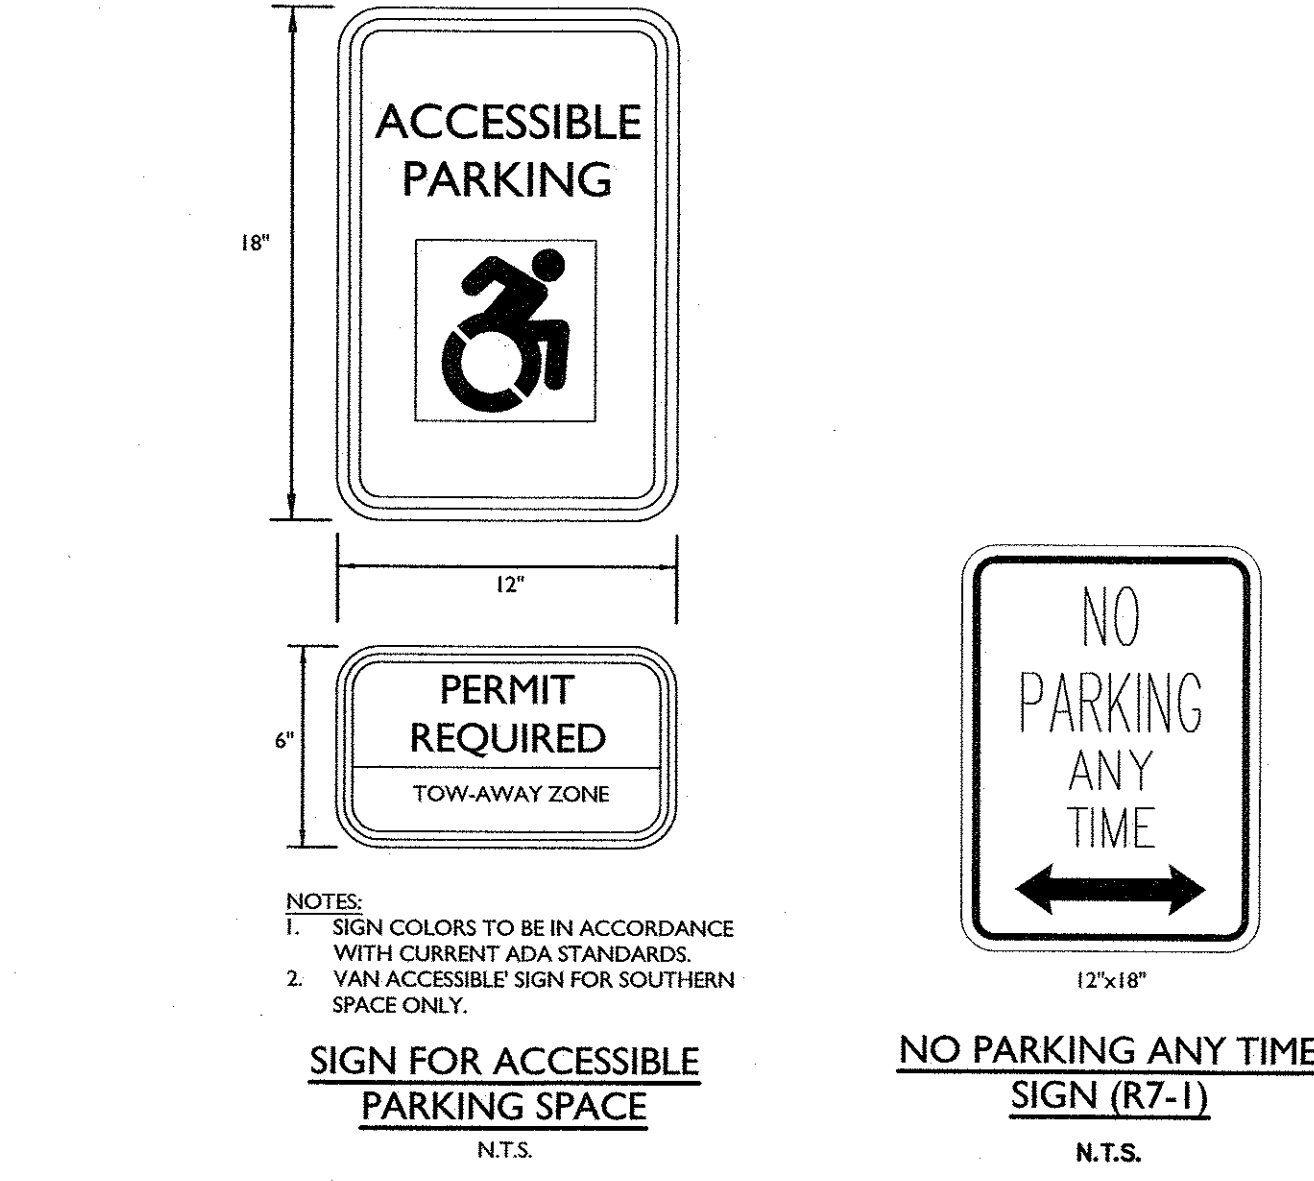 ACCESSIBLE
PARKING
18"
12"
PERMIT
REQUIRED
6"
TOW-AWAY ZONE
NOTES:
1. SIGN COLORS TO BE IN ACCORDANCE
WITH CURRENT ADA STANDARDS.
2. VAN ACCESSIBLE' SIGN FOR SOUTHERN
SPACE ONLY.
SIGN FOR ACCESSIBLE
PARKING SPACE
N.T.S.
NO
PARKING
ANY
TIME
12"x18"
NO PARKING ANY TIME
SIGN (R7-1)
N.T.S.